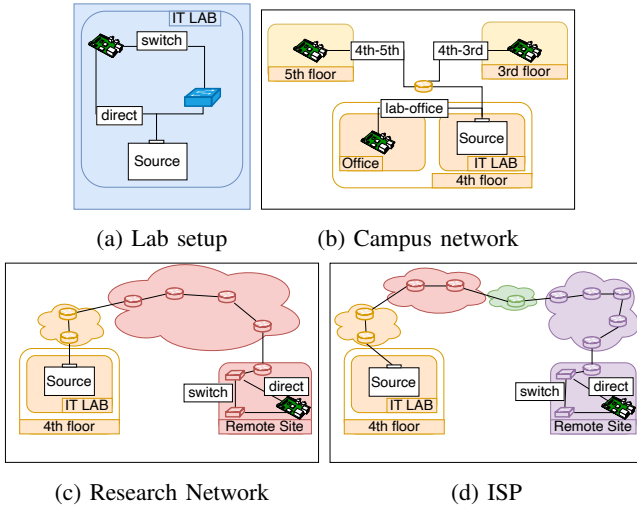 IT LAB
switch
direct
Source
(a) Lab setup
4th-5th
4th-3rd
5th floor
3rd floor
lab-office
Source
Office
IT LAB
4th floor
(b) Campus network
Source
IT LAB
4th floor
switch
direct
Remote Site
(c) Research Network
Source
IT LAB
4th floor
switch
direct
Remote Site
(d) ISP